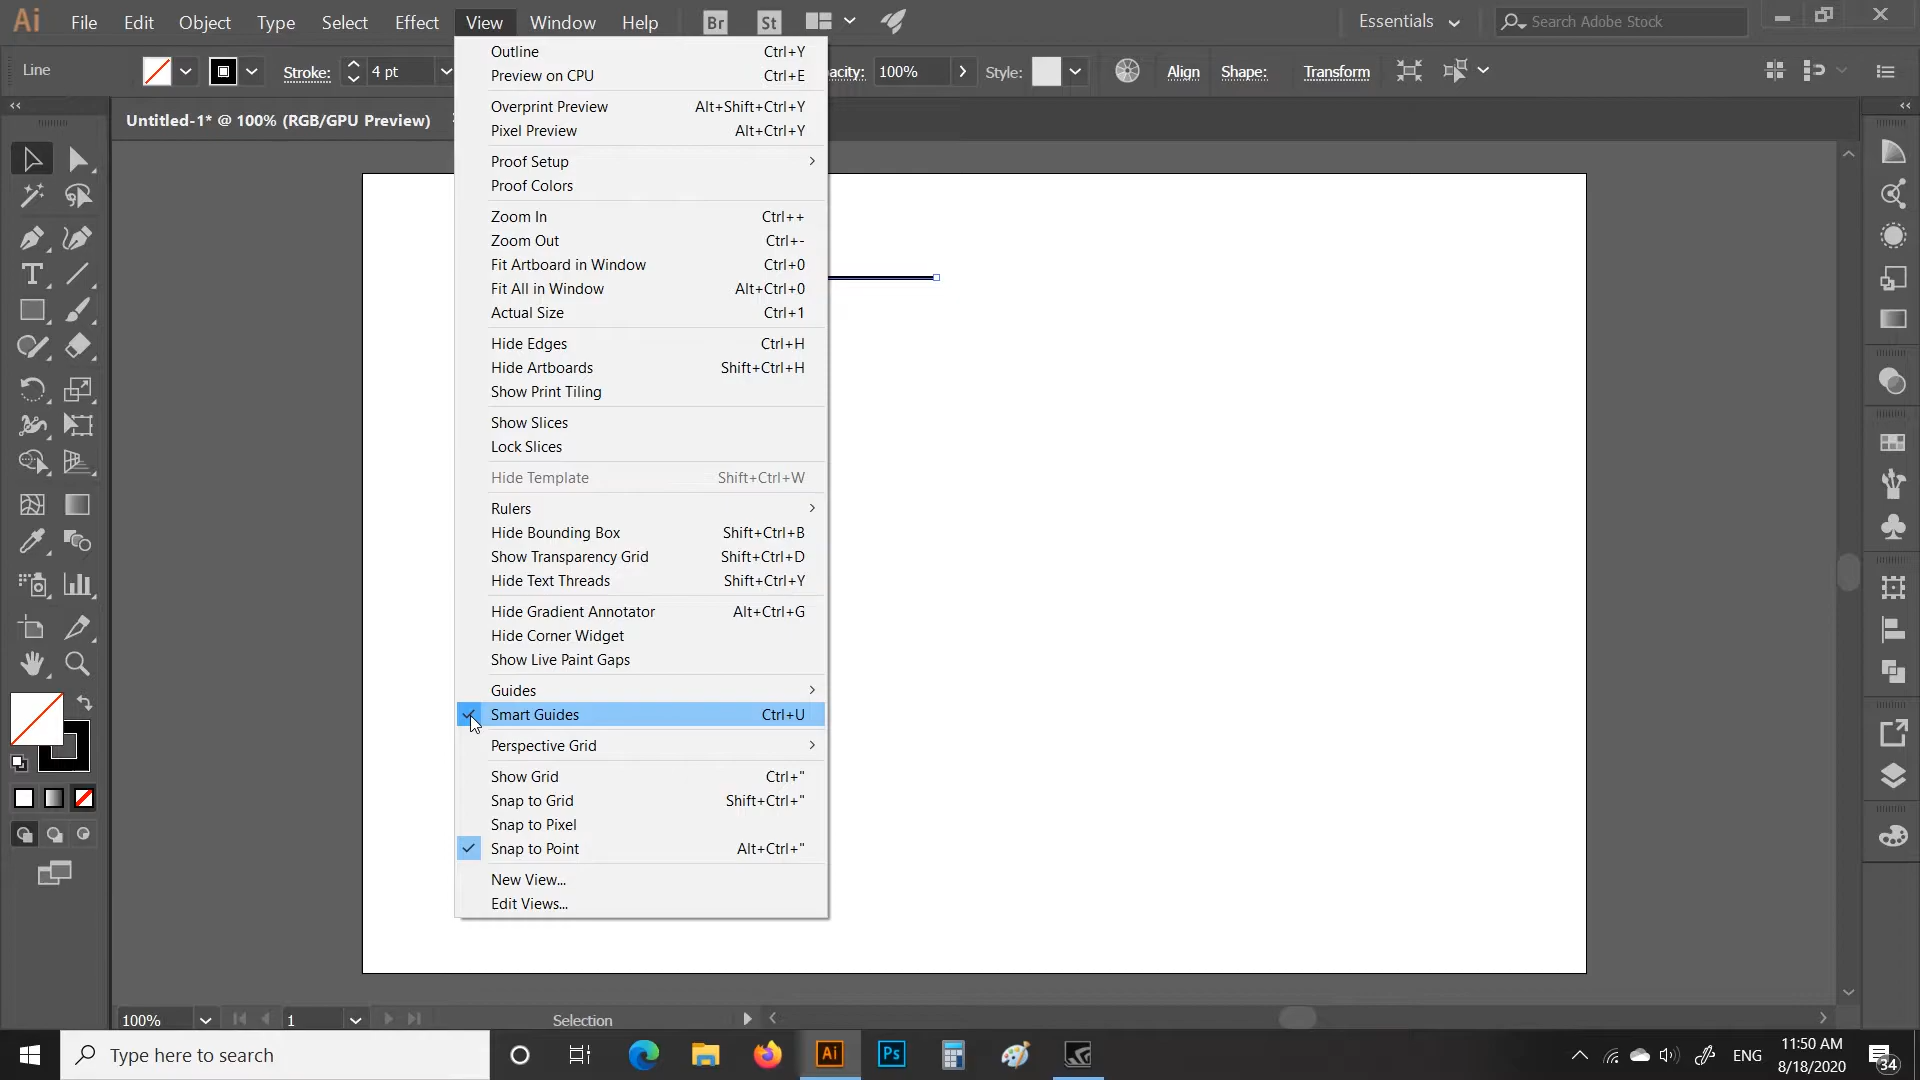 Ai File Edit Object Type Select Effect View Window Help Br St Essentials Search Adobe Stock
Line Stroke: 4 pt acity: 100% Style: Align Shape: Transform
Untitled-1* @ 100% (RGB/GPU Preview)
Outline Ctrl+Y
Preview on CPU Ctrl+E
Overprint Preview Alt+Shift+Ctrl+Y
Pixel Preview Alt+Ctrl+Y
Proof Setup
Proof Colors
Zoom In Ctrl++
Zoom Out Ctrl+-
Fit Artboard in Window Ctrl+0
Fit All in Window Alt+Ctrl+0
Actual Size Ctrl+1
Hide Edges Ctrl+H
Hide Artboards Shift+Ctrl+H
Show Print Tiling
Show Slices
Lock Slices
Hide Template Shift+Ctrl+W
Rulers
Hide Bounding Box Shift+Ctrl+B
Show Transparency Grid Shift+Ctrl+D
Hide Text Threads Shift+Ctrl+Y
Hide Gradient Annotator Alt+Ctrl+G
Hide Corner Widget
Show Live Paint Gaps
Guides
Smart Guides Ctrl+U
Perspective Grid
Show Grid Ctrl+"
Snap to Grid Shift+Ctrl+"
Snap to Pixel
Snap to Point Alt+Ctrl+"
New View...
Edit Views...
100% 1 Selection
Type here to search Ai Ps ENG 11:50 AM
8/18/2020 34